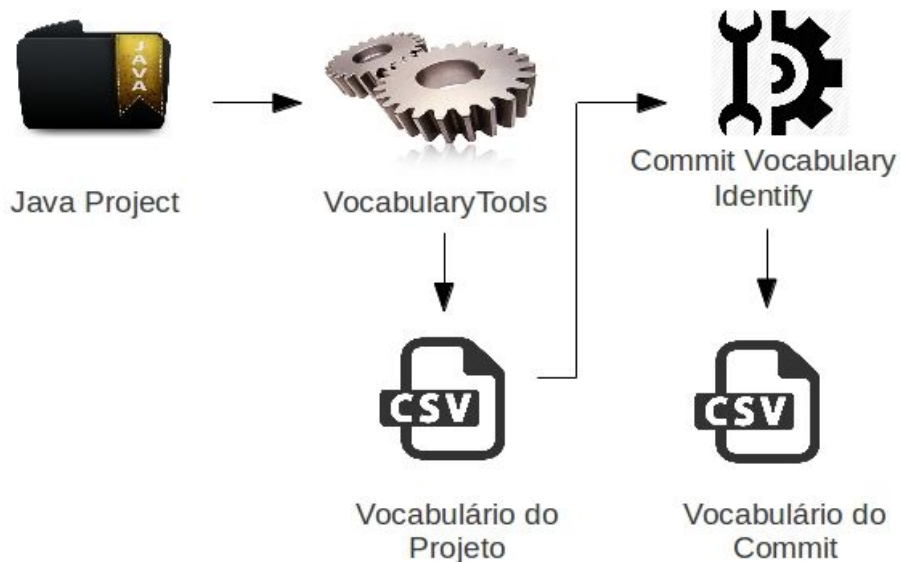 JAVA
Java Project
VocabularyTools
Commit Vocabulary
Identify
CSV
Vocabulário do
Projeto
CSV
Vocabulário do
Commit